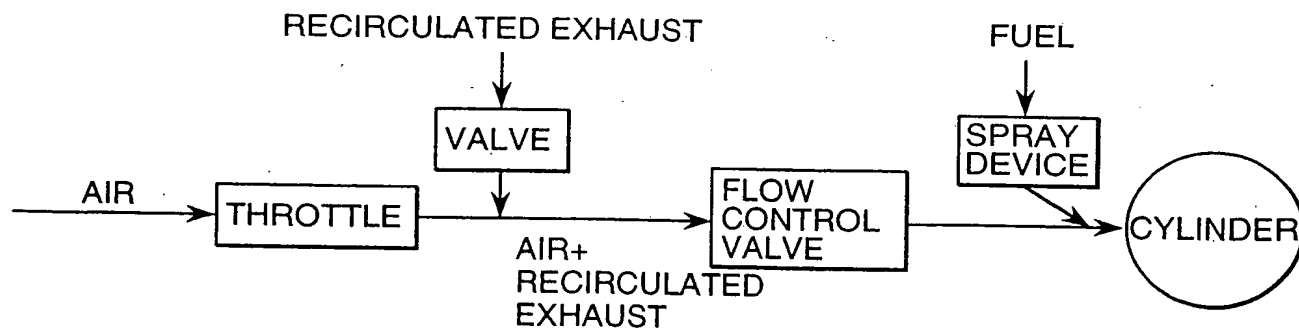 RECIRCULATED EXHAUST
FUEL
VALVE
SPRAY
DEVICE
AIR
THROTTLE
FLOW
CONTROL
VALVE
CYLINDER
AIR+
RECIRCULATED
EXHAUST